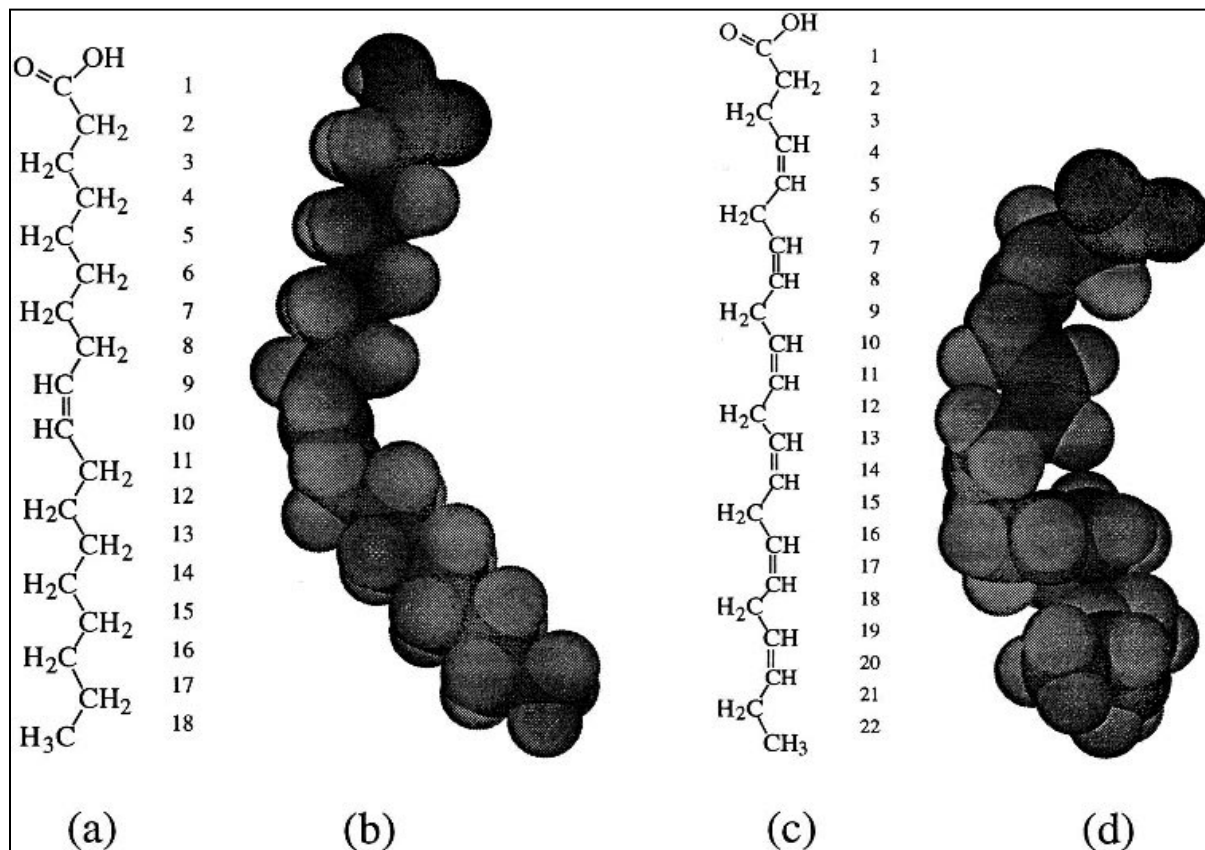 O OH
C 1
CH₂ 2
H₂C 3
CH₂ 4
H₂C 5
CH₂ 6
H₂C 7
CH₂ 8
HC 9
HC 10
CH₂ 11
H₂C 12
CH₂ 13
H₂C 14
CH₂ 15
H₂C 16
CH₂ 17
H₃C 18
O OH
C 1
CH₂ 2
H₂C 3
CH 4
CH 5
H₂C 6
CH 7
CH 8
H₂C 9
CH 10
CH 11
H₂C 12
CH 13
CH 14
H₂C 15
CH 16
CH 17
H₂C 18
CH 19
CH 20
H₂C 21
CH₃ 22
(a) (b) (c) (d)